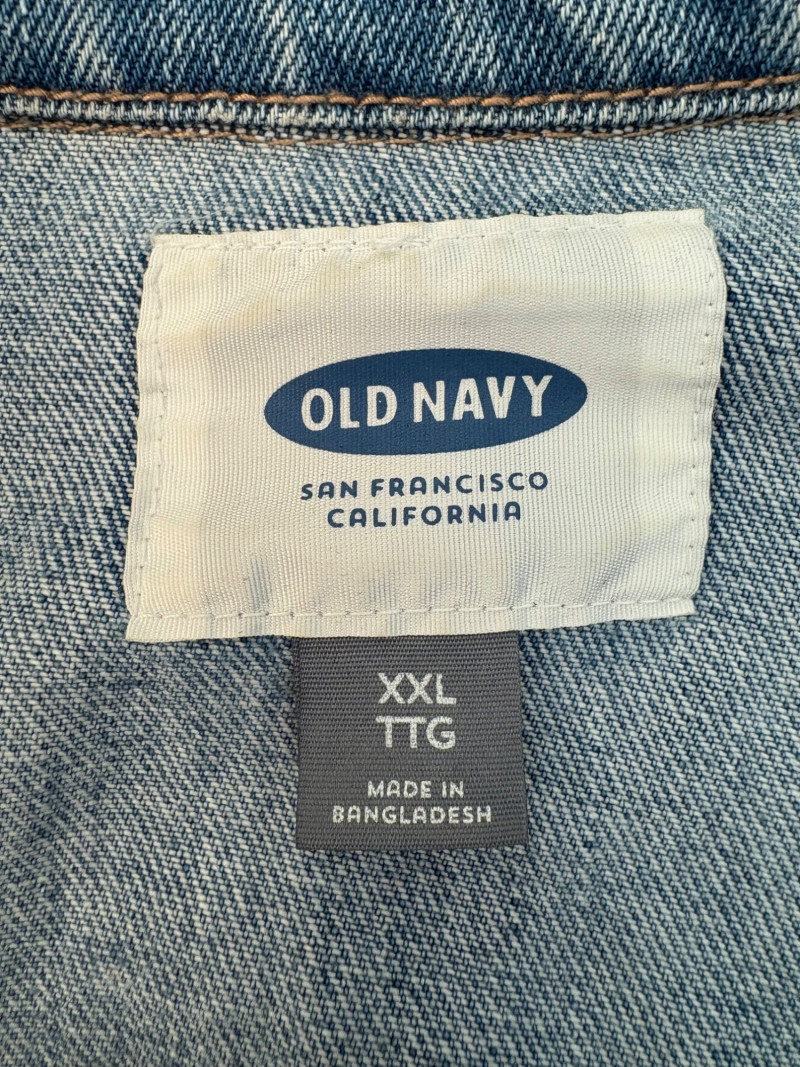 OLD NAVY
SAN FRANCISCO
CALIFORNIA
XXL
TTG
MADE IN
BANGLADESH